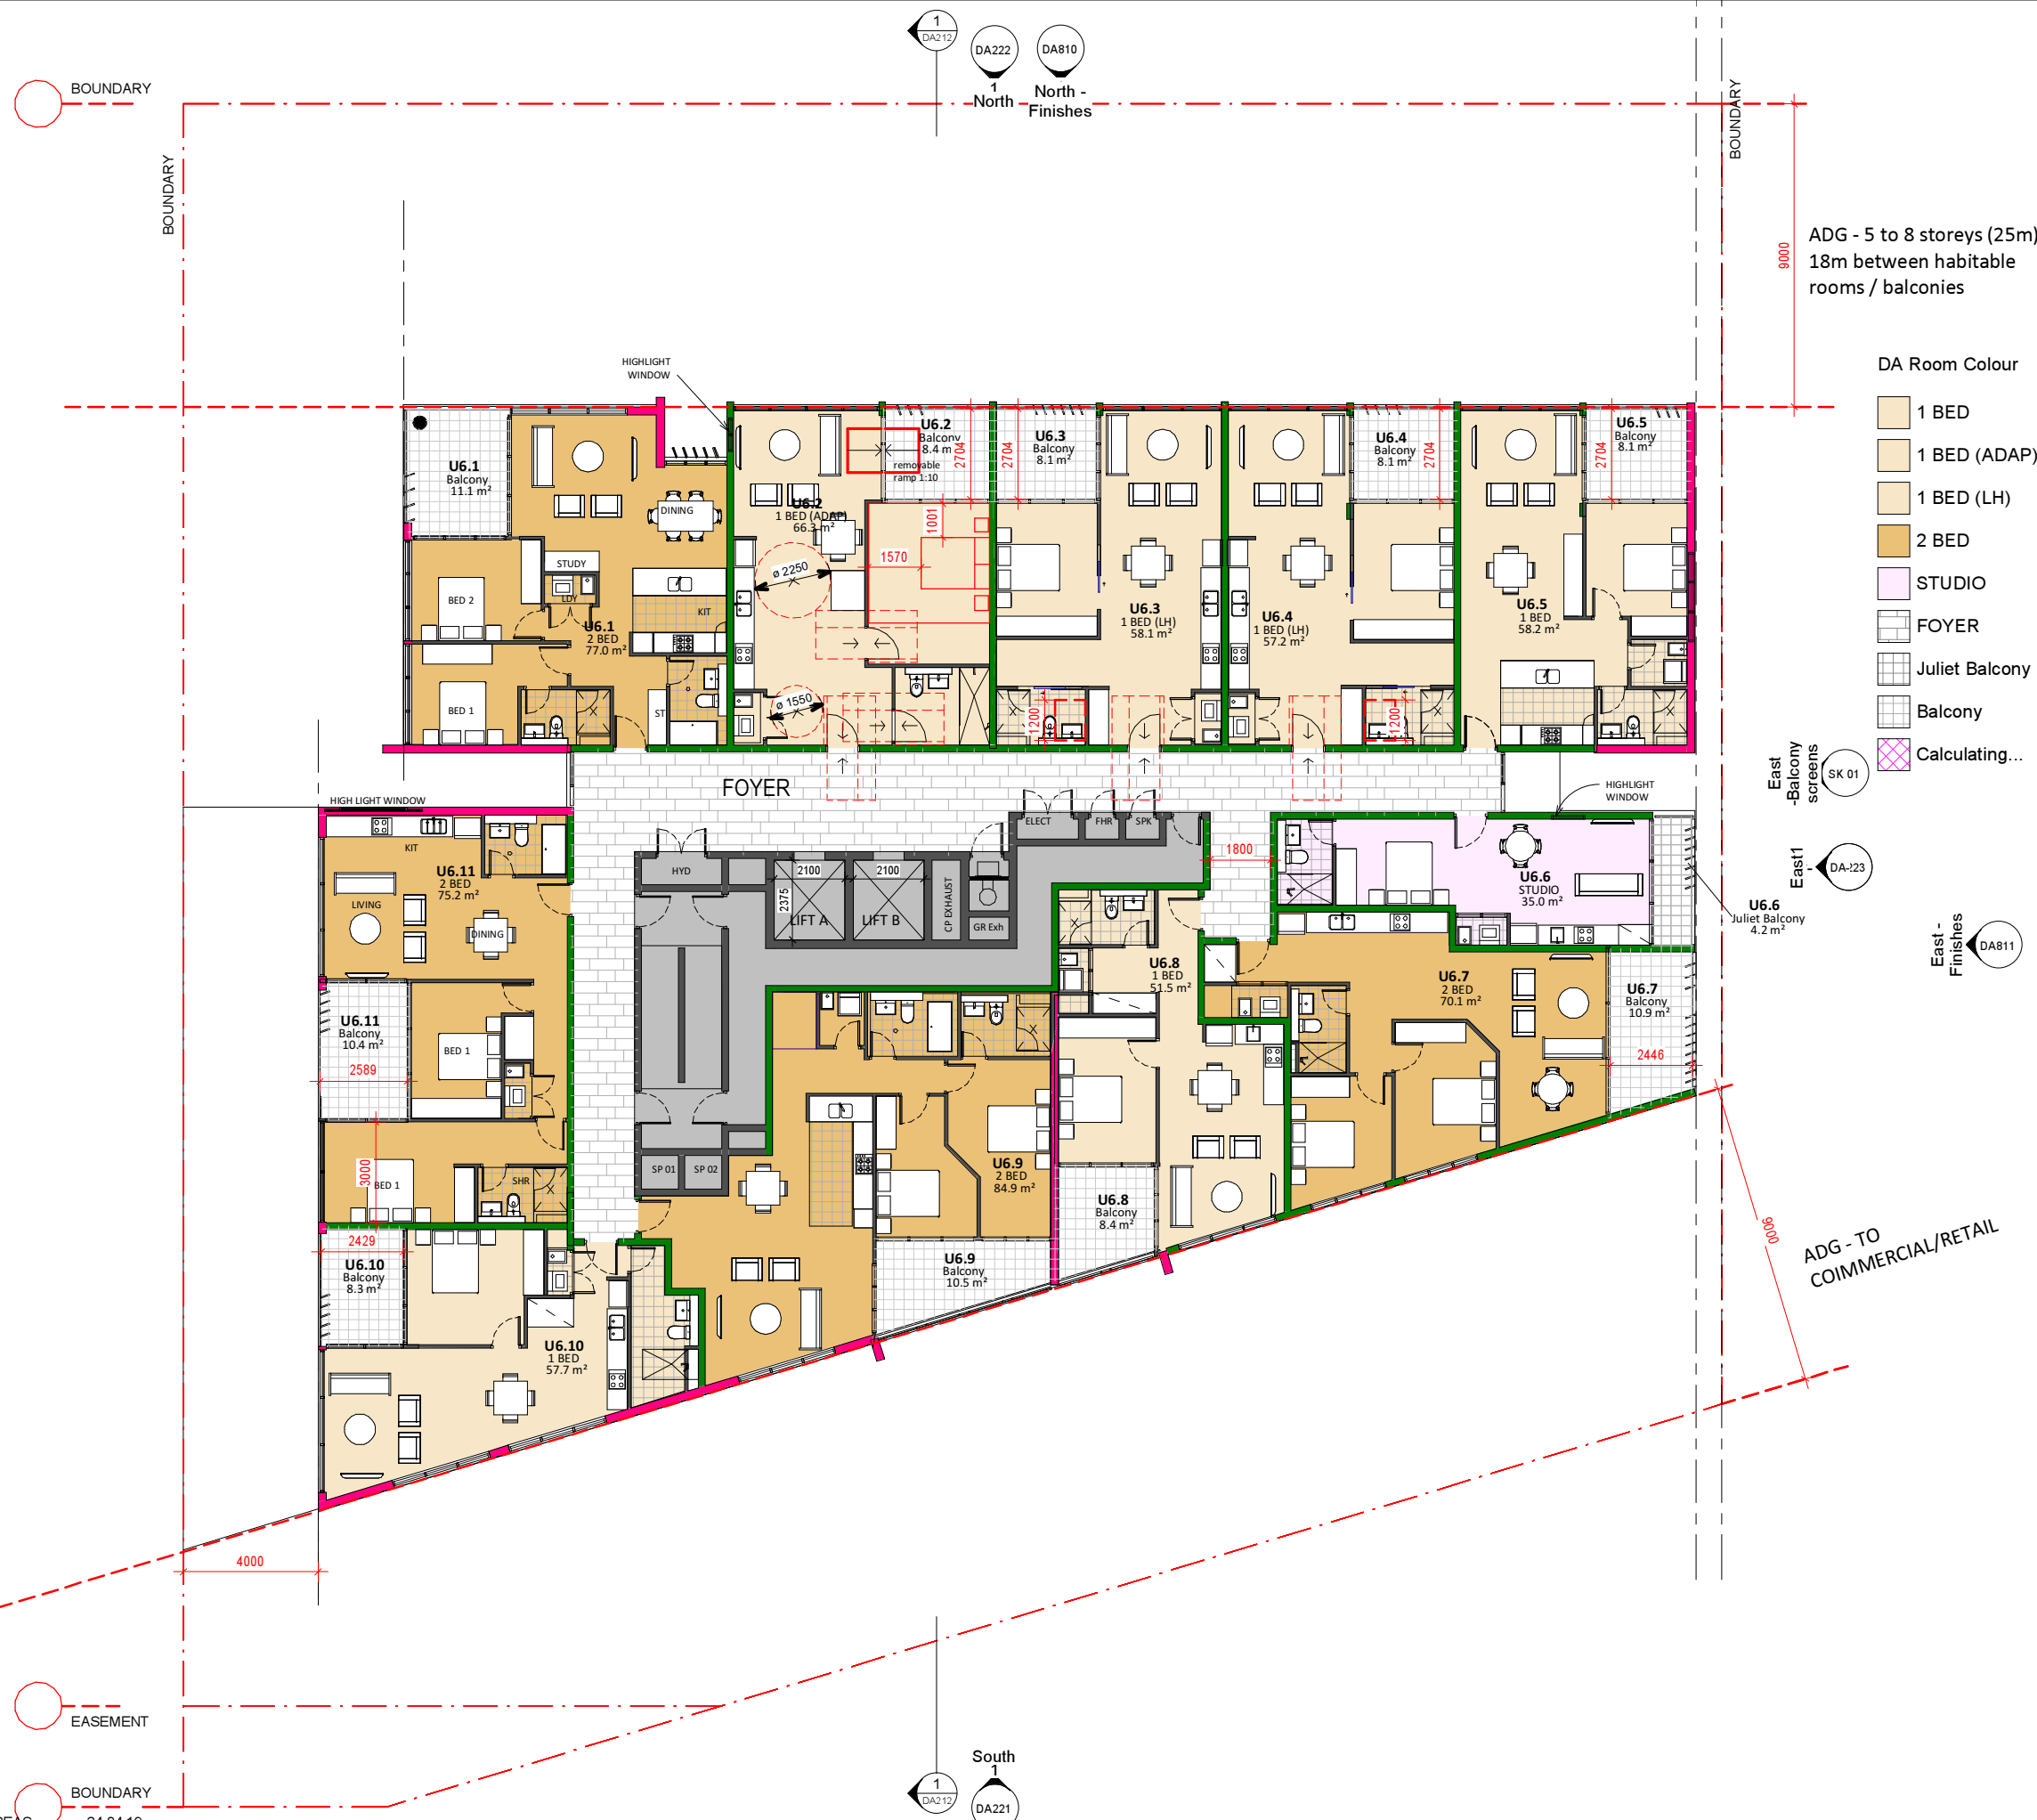 1
DA212
DA222
1
North
DA810
North -
Finishes
BOUNDARY
BOUNDARY
BOUNDARY
9000
ADG - 5 to 8 storeys (25m)
18m between habitable
rooms / balconies
DA Room Colour
1 BED
1 BED (ADAP)
1 BED (LH)
2 BED
STUDIO
FOYER
Juliet Balcony
Balcony
Calculating...
HIGHLIGHT
WINDOW
U6.1
Balcony
11.1 m²
DINING
STUDY
BED 2
LDY
KIT
U6.1
2 BED
77.0 m²
BED 1
ST
U6.2
Balcony
8.4 m
removable
ramp 1:10
2704
U6.2
1 BED (ADAP)
66.3 m²
1001
1570
ø 2250
ø 1550
U6.3
Balcony
8.1 m²
2704
U6.3
1 BED (LH)
58.1 m²
1200
U6.4
Balcony
8.1 m²
2704
U6.4
1 BED (LH)
57.2 m²
1200
U6.5
Balcony
8.1 m²
2704
U6.5
1 BED
58.2 m²
FOYER
HIGH LIGHT WINDOW
HIGHLIGHT
WINDOW
East
-Balcony
screens
SK 01
East1
East -
Finishes
DA811
ELECT
FHR
SPK
HYD
2100
2100
2375
LIFT A
LIFT B
CP EXHAUST
GR Exh
1800
U6.6
STUDIO
35.0 m²
U6.6
Juliet Balcony
4.2 m²
KIT
U6.11
2 BED
75.2 m²
LIVING
DINING
U6.11
Balcony
10.4 m²
2589
BED 1
3000
BED 1
SHR
SP 01
SP 02
U6.8
1 BED
51.5 m²
U6.7
2 BED
70.1 m²
U6.7
Balcony
10.9 m²
2446
U6.9
2 BED
84.9 m²
U6.8
Balcony
8.4 m²
U6.9
Balcony
10.5 m²
2429
U6.10
Balcony
8.3 m²
U6.10
1 BED
57.7 m²
9000
ADG - TO
COIMMERCIAL/RETAIL
4000
EASEMENT
BOUNDARY
South
1
DA221
1
DA212